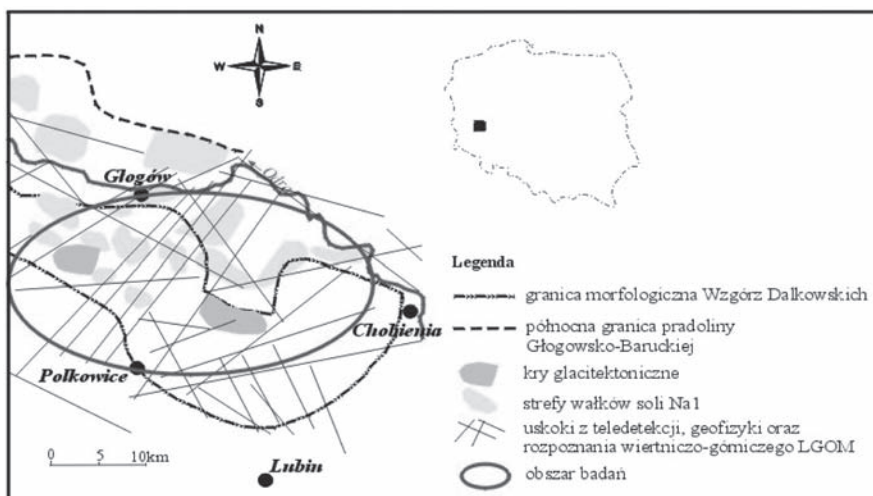 N
W E
S
Głogów
Odra
Chobienia
Polkowice
Lubin
0 5 10km
Legenda
granica morfologiczna Wzgórz Dalkowskich
północna granica pradoliny
Głogowsko-Baruckiej
kry glacitektoniczne
strefy wałków soli Na1
uskoki z teledetekcji, geofizyki oraz
rozpoznania wiertniczo-górniczego LGOM
obszar badań